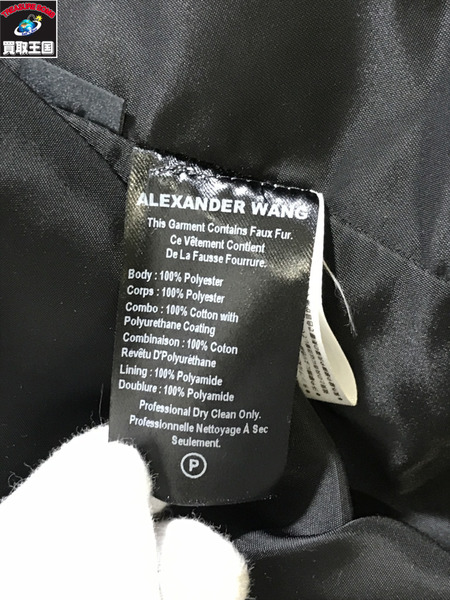 TREASURE MARKET
買取王国
ALEXANDER WANG
This Garment Contains Faux Fur.
Ce Vêtement Contient
De La Fausse Fourrure.
Body : 100% Polyester
Corps : 100% Polyester
Combo : 100% Cotton with
Polyurethane Coating
Combinaison : 100% Coton
Revêtu D'Polyuréthane
Lining : 100% Polyamide
Doublure : 100% Polyamide
Professional Dry Clean Only.
Professionnelle Nettoyage À Sec
Seulement.
P